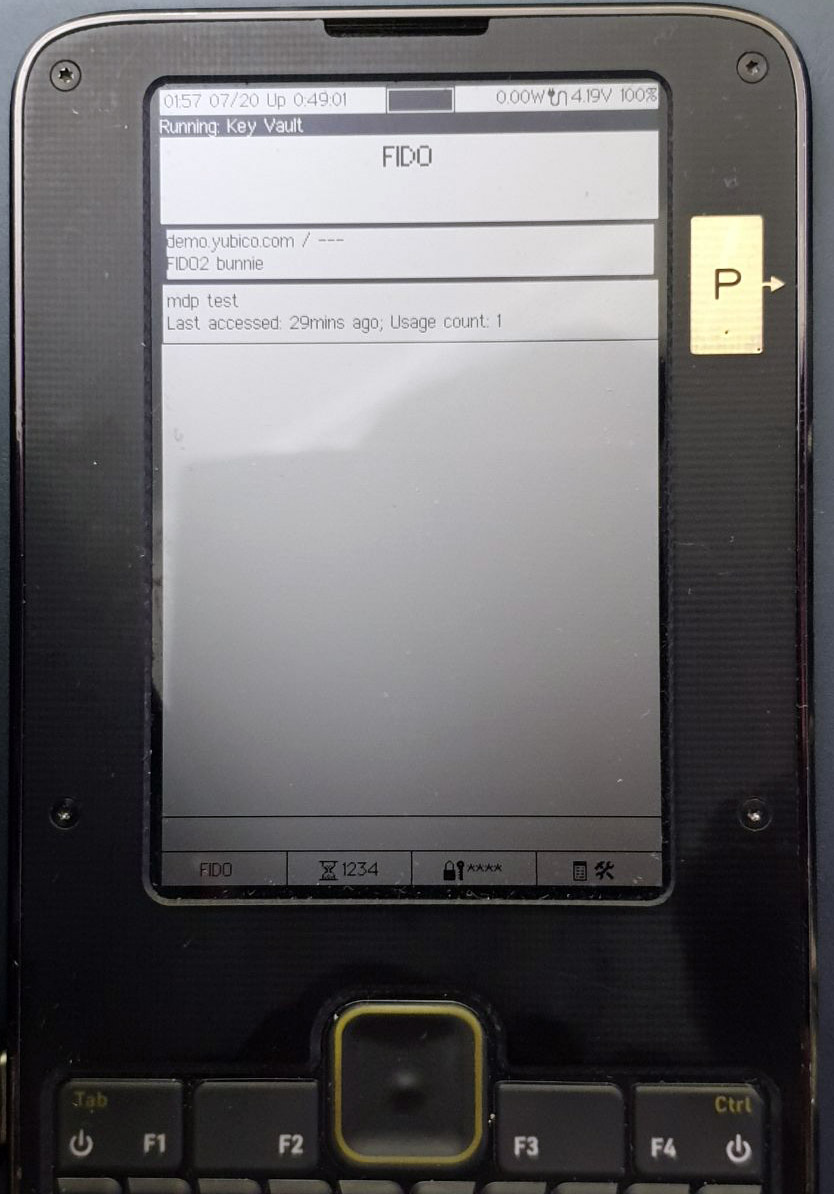 01:57 07/20 Up 0:49:01 0.00W 4.19V 100%
Running: Key Vault
FIDO
demo.yubico.com / ---
FIDO2 bunnie
mdp test
Last accessed: 29mins ago; Usage count: 1
P
FIDO 1234 ****
Tab Ctrl
F1 F2 F3 F4